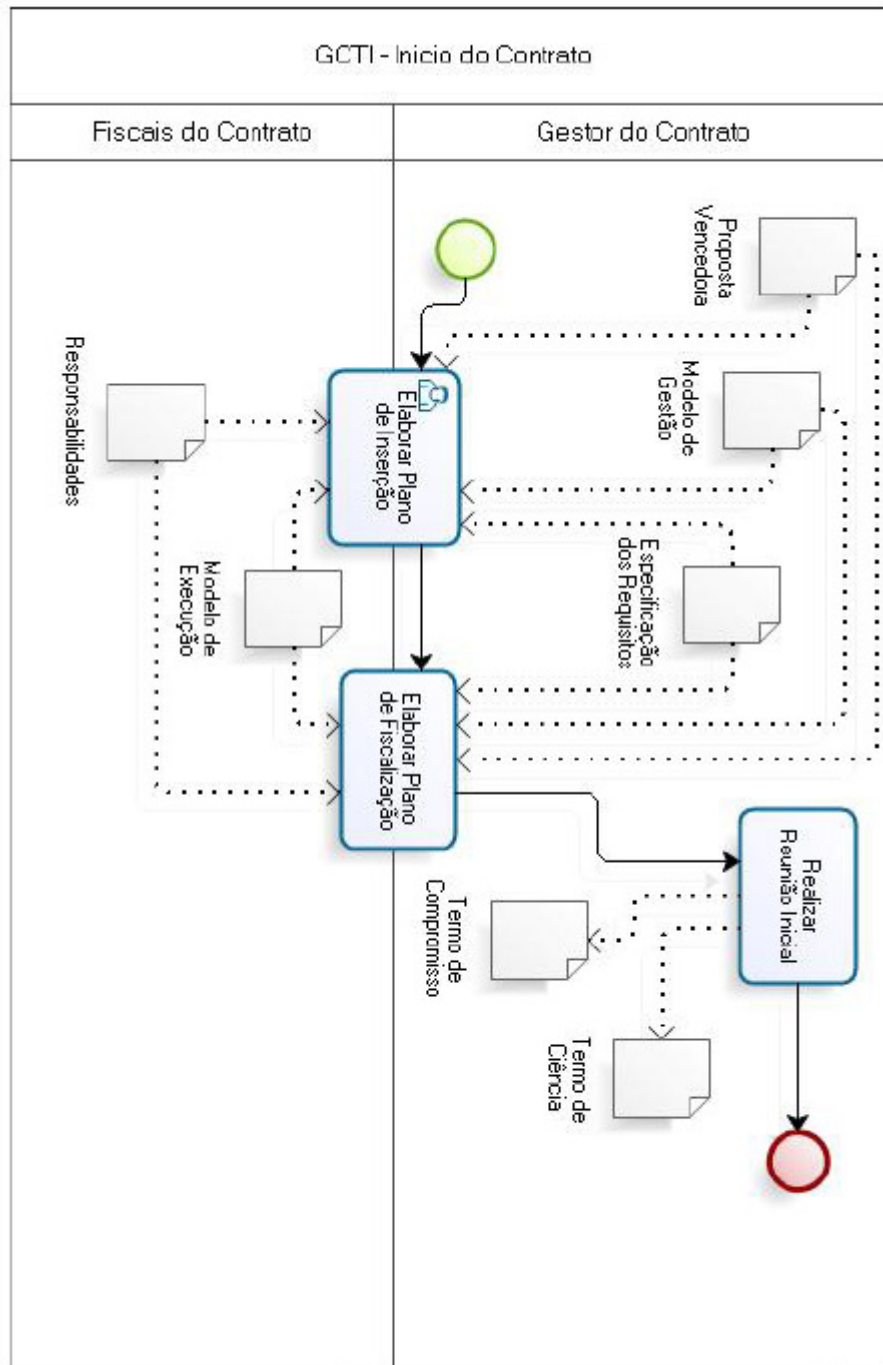 GCTI - Inicio do Contrato
Fiscais do Contrato
Gestor do Contrato
Proposta
Vencedora
Modelo de
Gestão
Especificação
dos Requisitos
Responsabilidades
Modelo de
Execução
Elaborar Plano
de Inserção
Elaborar Plano
de Fiscalização
Realizar
Reunião Inicial
Termo de
Compromisso
Termo de
Ciência